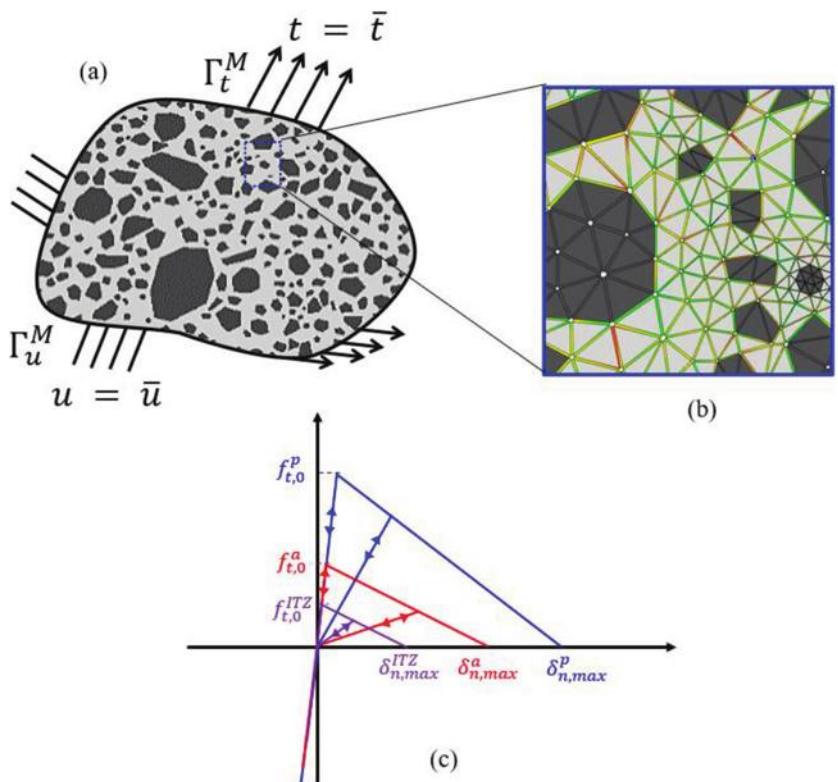 t = t̄
(a)
Γ_t^M
Γ_u^M
u = ū
(b)
f_{t,0}^p
f_{t,0}^a
f_{t,0}^{ITZ}
δ_{n,max}^{ITZ} δ_{n,max}^a δ_{n,max}^p
(c)